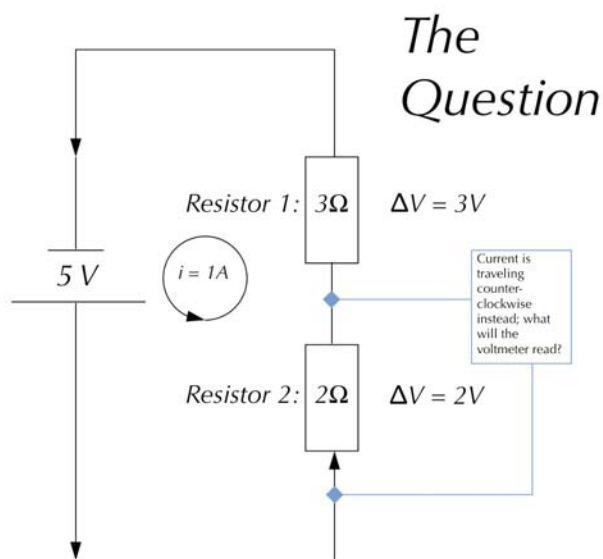 The
Question
Resistor 1: 3Ω ΔV = 3V
5 V
i = 1A
Current is
traveling
counter-
clockwise
instead; what
will the
voltmeter read?
Resistor 2: 2Ω ΔV = 2V